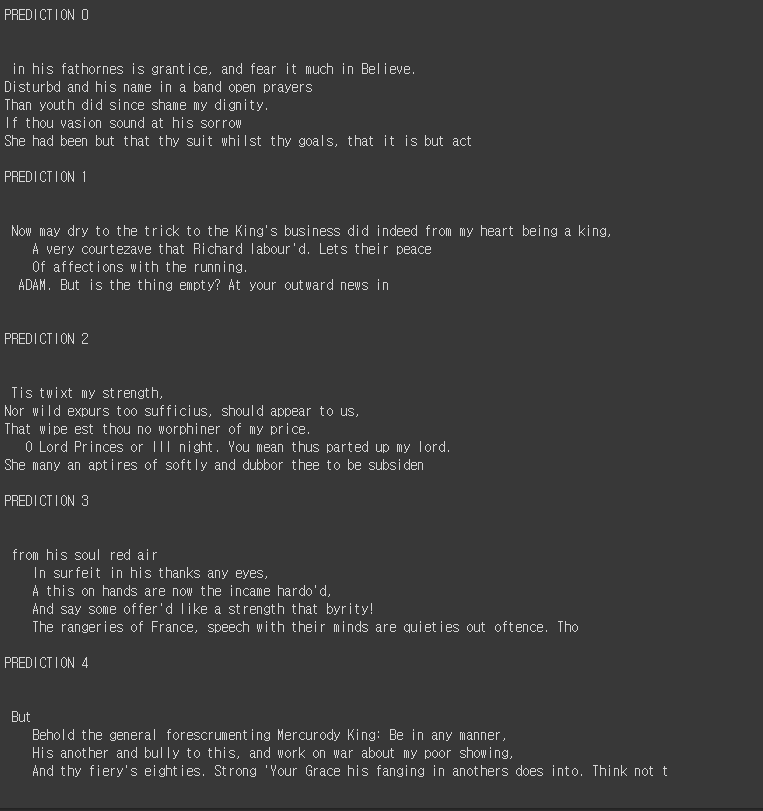 PREDICTION 0
in his fathornes is grantice, and fear it much in Believe.
Disturbd and his name in a band open prayers
Than youth did since shame my dignity.
If thou vasion sound at his sorrow
She had been but that thy suit whilst thy goals, that it is but act
PREDICTION 1
Now may dry to the trick to the King's business did indeed from my heart being a king,
A very courtezave that Richard labour'd. Lets their peace
Of affections with the running.
ADAM. But is the thing empty? At your outward news in
PREDICTION 2
Tis twixt my strength,
Nor wild expurs too sufficius, should appear to us,
That wipe est thou no worphiner of my price.
O Lord Princes or Ill night. You mean thus parted up my lord.
She many an aptires of softly and dubbor thee to be subsiden
PREDICTION 3
from his soul red air
In surfeit in his thanks any eyes,
A this on hands are now the incame hardo'd,
And say some offer'd like a strength that byrity!
The rangeries of France, speech with their minds are quieties out oftence. Tho
PREDICTION 4
But
Behold the general forescrumenting Mercurody King: Be in any manner,
His another and bully to this, and work on war about my poor showing,
And thy fiery's eighties. Strong 'Your Grace his fanging in anothers does into. Think not t